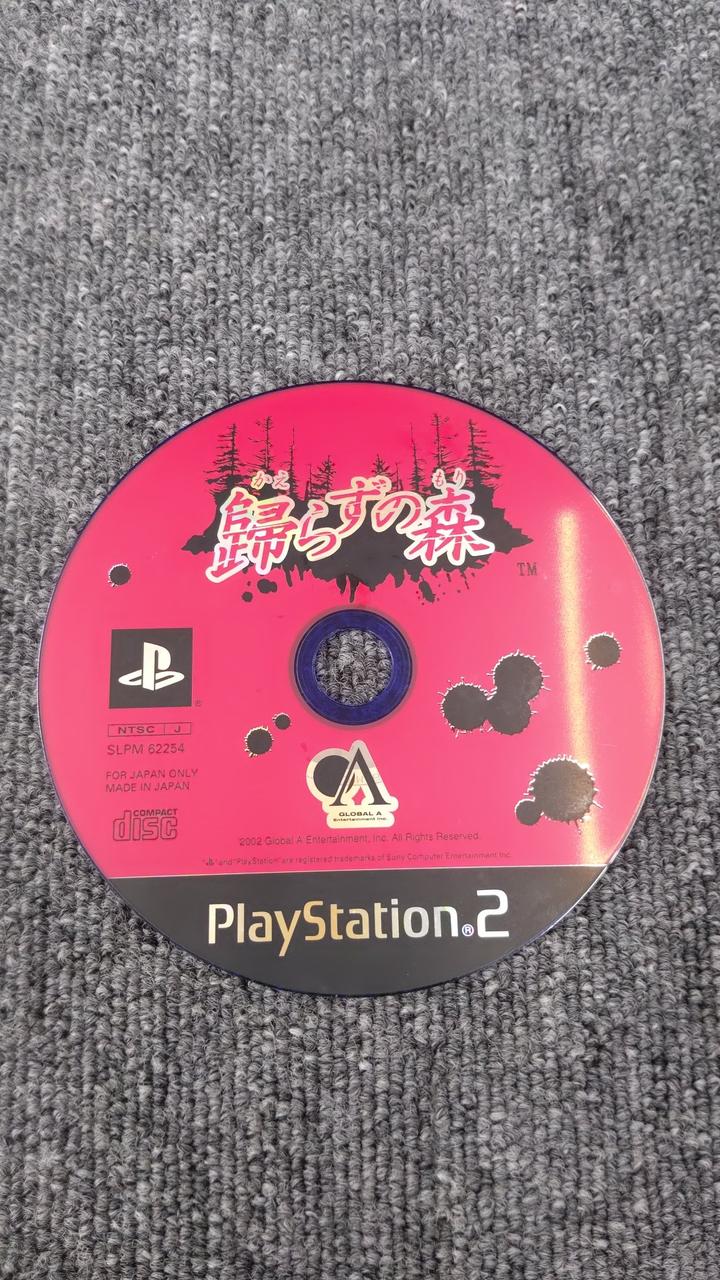 かえ もり
歸らずの森
TM
®
NTSC J
SLPM 62254
FOR JAPAN ONLY
MADE IN JAPAN
COMPACT
disc
GLOBAL A
Entertainment Inc.
©2002 Global A Entertainment, Inc. All Rights Reserved.
" " and "PlayStation" are registered trademarks of Sony Computer Entertainment Inc.
PlayStation®2